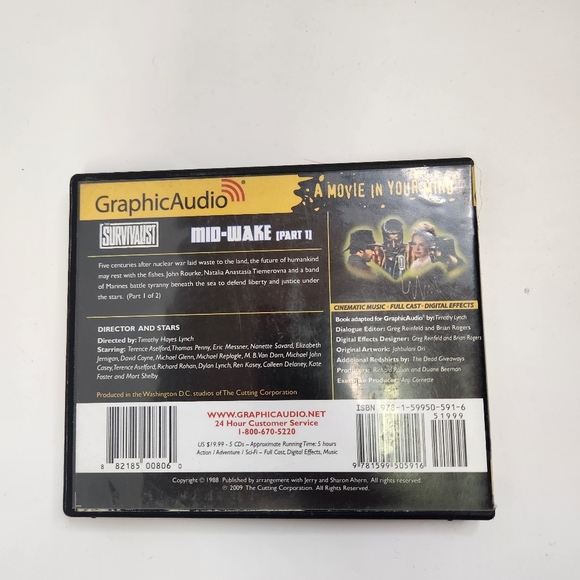 GraphicAudio
A MOVIE IN YOUR MIND
THE SURVIVALIST
MID-WAKE [PART 1]
Five centuries after nuclear war laid waste to the land, the future of humankind
may rest with the fishes. John Rourke, Natalia Anastasia Tiemerovna and a band
of Marines battle tyranny beneath the sea to defend liberty and justice under
the stars. (Part 1 of 2)
DIRECTOR AND STARS
Directed by: Timothy Hayes Lynch
Starring: Terence Aselford, Thomas Penny, Eric Messner, Nanette Savard, Elizabeth
Jernigan, David Coyne, Michael Glenn, Michael Replogle, M. B. Van Dorn, Michael John
Casey, Terence Aselford, Richard Rohan, Dylan Lynch, Ren Kasey, Colleen Delaney, Kate
Foster and Mort Shelby
Produced in the Washington D.C. studios of The Cutting Corporation
CINEMATIC MUSIC · FULL CAST · DIGITAL EFFECTS
Book adapted for GraphicAudio® by: Timothy Lynch
Dialogue Editor: Greg Reinfeld and Brian Rogers
Digital Effects Designer: Greg Reinfeld and Brian Rogers
Original Artwork: Jahbulani Ori
Additional Redshirts by: The Dead Giveaways
Producers: Richard Rohan and Duane Beeman
Executive Producer: Anji Cornette
WWW.GRAPHICAUDIO.NET
24 Hour Customer Service
1-800-670-5220
US $19.99 - 5 CDs – Approximate Running Time: 5 hours
Action / Adventure / Sci-Fi – Full Cast, Digital Effects, Music
8 82185 00806 0
ISBN 978-1-59950-591-6
51999
9 781599 505916
Copyright © 1988 Published by arrangement with Jerry and Sharon Ahern. All rights reserved.
℗ 2009 The Cutting Corporation. All Rights Reserved.